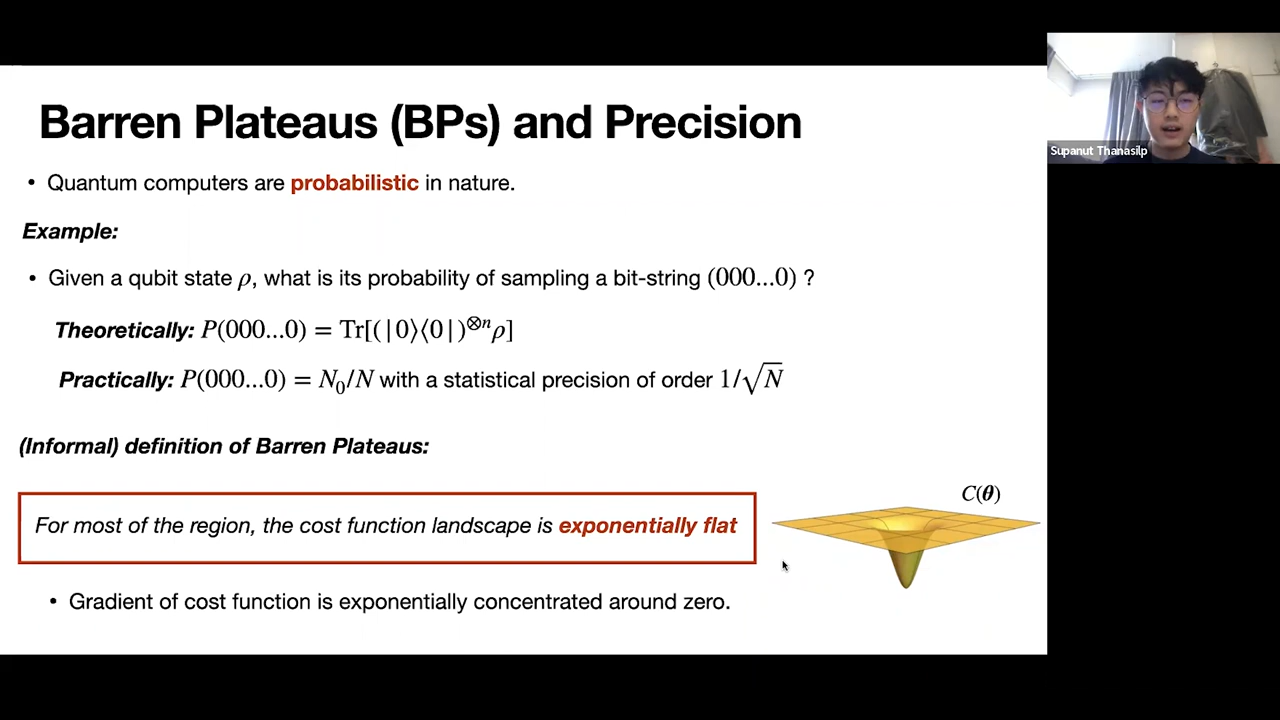 Barren Plateaus (BPs) and Precision
Supanut Thanasilp
• Quantum computers are probabilistic in nature.
Example:
• Given a qubit state ρ, what is its probability of sampling a bit-string (000...0) ?
Theoretically: P(000...0) = Tr[(|0⟩⟨0|)^⊗n ρ]
Practically: P(000...0) = N₀/N with a statistical precision of order 1/√N
(Informal) definition of Barren Plateaus:
C(θ)
For most of the region, the cost function landscape is exponentially flat
• Gradient of cost function is exponentially concentrated around zero.